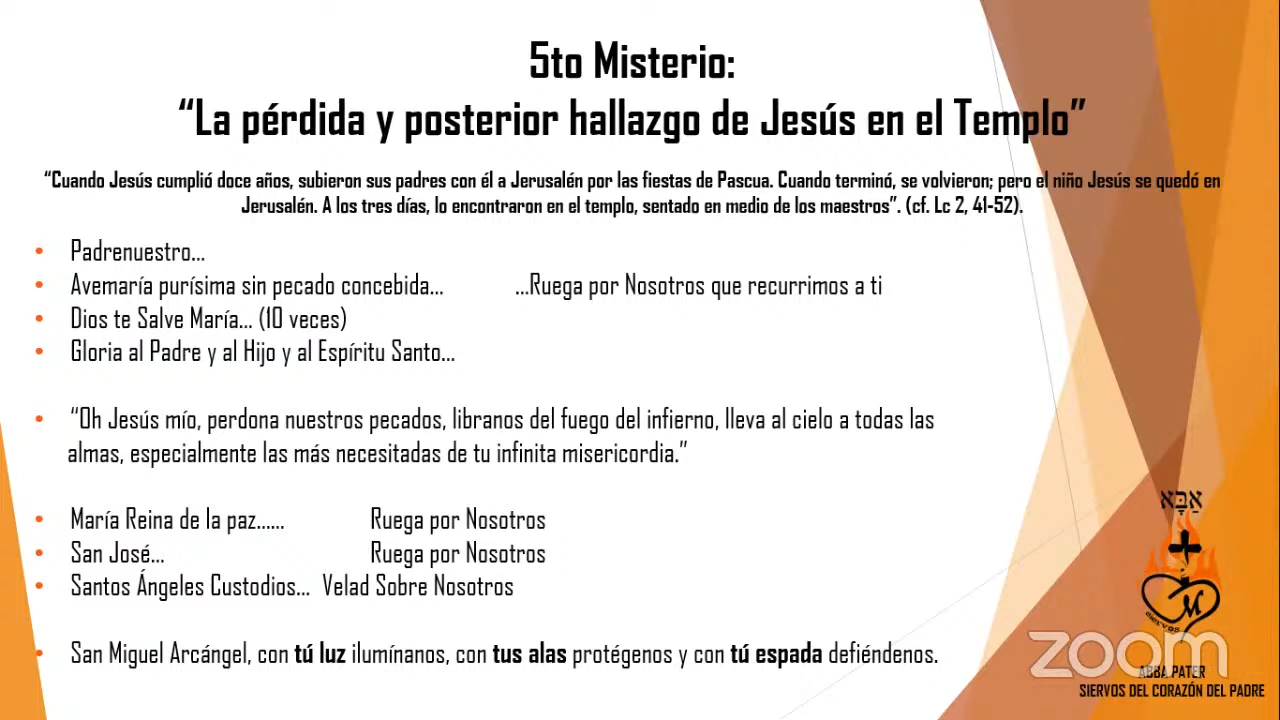 5to Misterio:
“La pérdida y posterior hallazgo de Jesús en el Templo”
“Cuando Jesús cumplió doce años, subieron sus padres con él a Jerusalén por las fiestas de Pascua. Cuando terminó, se volvieron; pero el niño Jesús se quedó en
Jerusalén. A los tres días, lo encontraron en el templo, sentado en medio de los maestros”. (cf. Lc 2, 41-52).
• Padrenuestro...
• Avemaría purísima sin pecado concebida... ...Ruega por Nosotros que recurrimos a ti
• Dios te Salve María... (10 veces)
• Gloria al Padre y al Hijo y al Espíritu Santo...
• “Oh Jesús mío, perdona nuestros pecados, libranos del fuego del infierno, lleva al cielo a todas las
almas, especialmente las más necesitadas de tu infinita misericordia.”
• María Reina de la paz...... Ruega por Nosotros
• San José... Ruega por Nosotros
• Santos Ángeles Custodios... Velad Sobre Nosotros
• San Miguel Arcángel, con tú luz ilumínanos, con tus alas protégenos y con tú espada defiéndenos.
אַבָּא
M
siervos
zoom
ABBA PATER
SIERVOS DEL CORAZÓN DEL PADRE